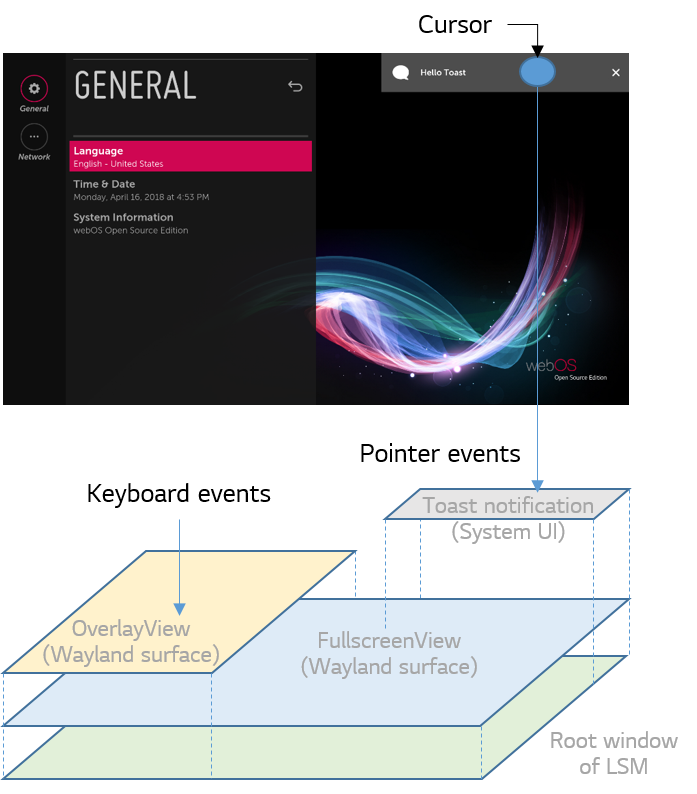 Cursor
Hello Toast
GENERAL
General
Network
Language
English - United States
Time & Date
Monday, April 16, 2018 at 4:53 PM
System Information
webOS Open Source Edition
webOS
Open Source Edition
Pointer events
Keyboard events
Toast notification
(System UI)
OverlayView
(Wayland surface)
FullscreenView
(Wayland surface)
Root window
of LSM